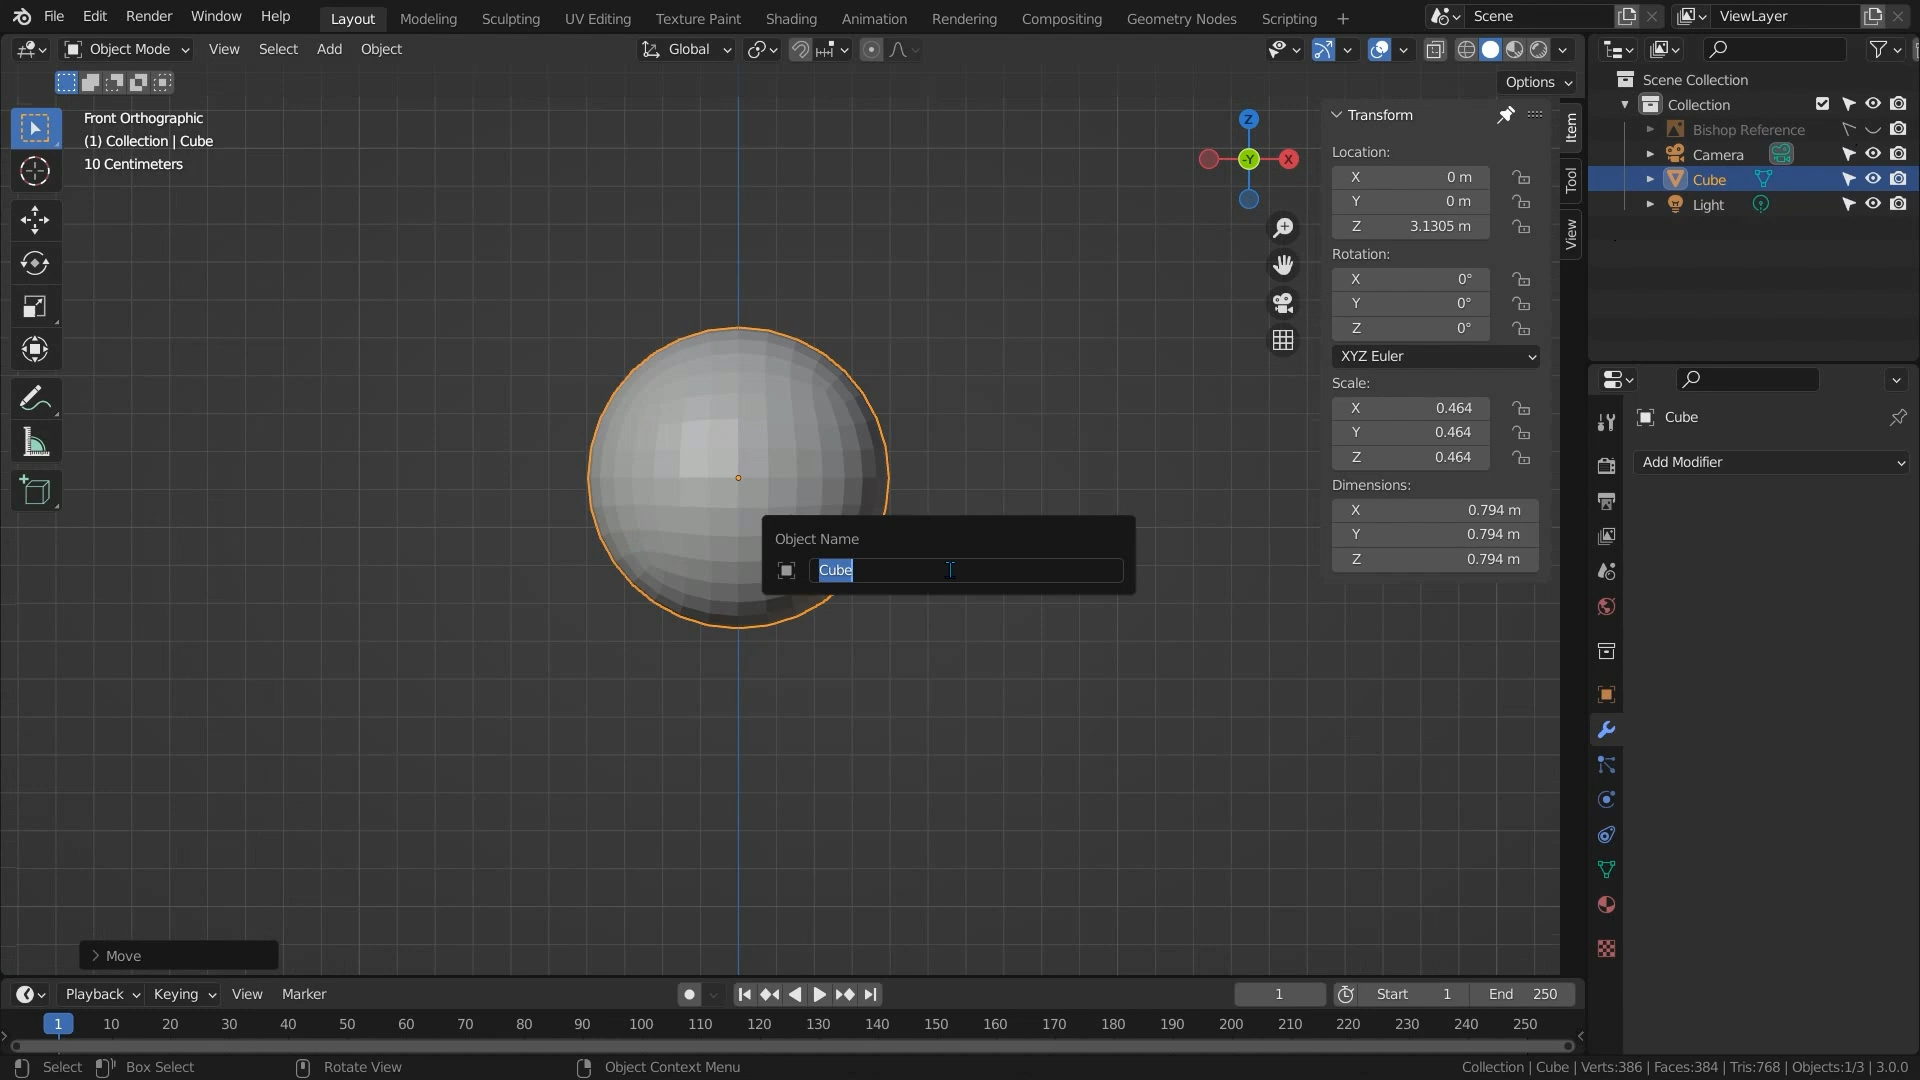 File Edit Render Window Help Layout Modeling Sculpting UV Editing Texture Paint Shading Animation Rendering Compositing Geometry Nodes Scripting + Scene ViewLayer
Object Mode View Select Add Object Global
Options
Front Orthographic
(1) Collection | Cube
10 Centimeters
Z
-Y
X
Transform
Location:
X 0 m
Y 0 m
Z 3.1305 m
Rotation:
X 0°
Y 0°
Z 0°
XYZ Euler
Scale:
X 0.464
Y 0.464
Z 0.464
Dimensions:
X 0.794 m
Y 0.794 m
Z 0.794 m
Item
Tool
View
Scene Collection
Collection
Bishop Reference
Camera
Cube
Light
Cube
Add Modifier
Object Name
Cube
Move
Playback Keying View Marker 1 Start 1 End 250
1 10 20 30 40 50 60 70 80 90 100 110 120 130 140 150 160 170 180 190 200 210 220 230 240 250
Select Box Select Rotate View Object Context Menu Collection | Cube | Verts:386 | Faces:384 | Tris:768 | Objects:1/3 | 3.0.0